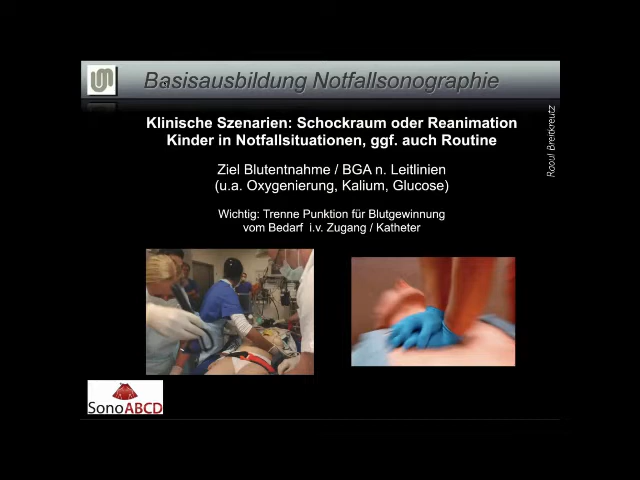 Basisausbildung Notfallsonographie
Raoul Breitkreutz
Klinische Szenarien: Schockraum oder Reanimation
Kinder in Notfallsituationen, ggf. auch Routine
Ziel Blutentnahme / BGA n. Leitlinien
(u.a. Oxygenierung, Kalium, Glucose)
Wichtig: Trenne Punktion für Blutgewinnung
vom Bedarf i.v. Zugang / Katheter
SonoABCD